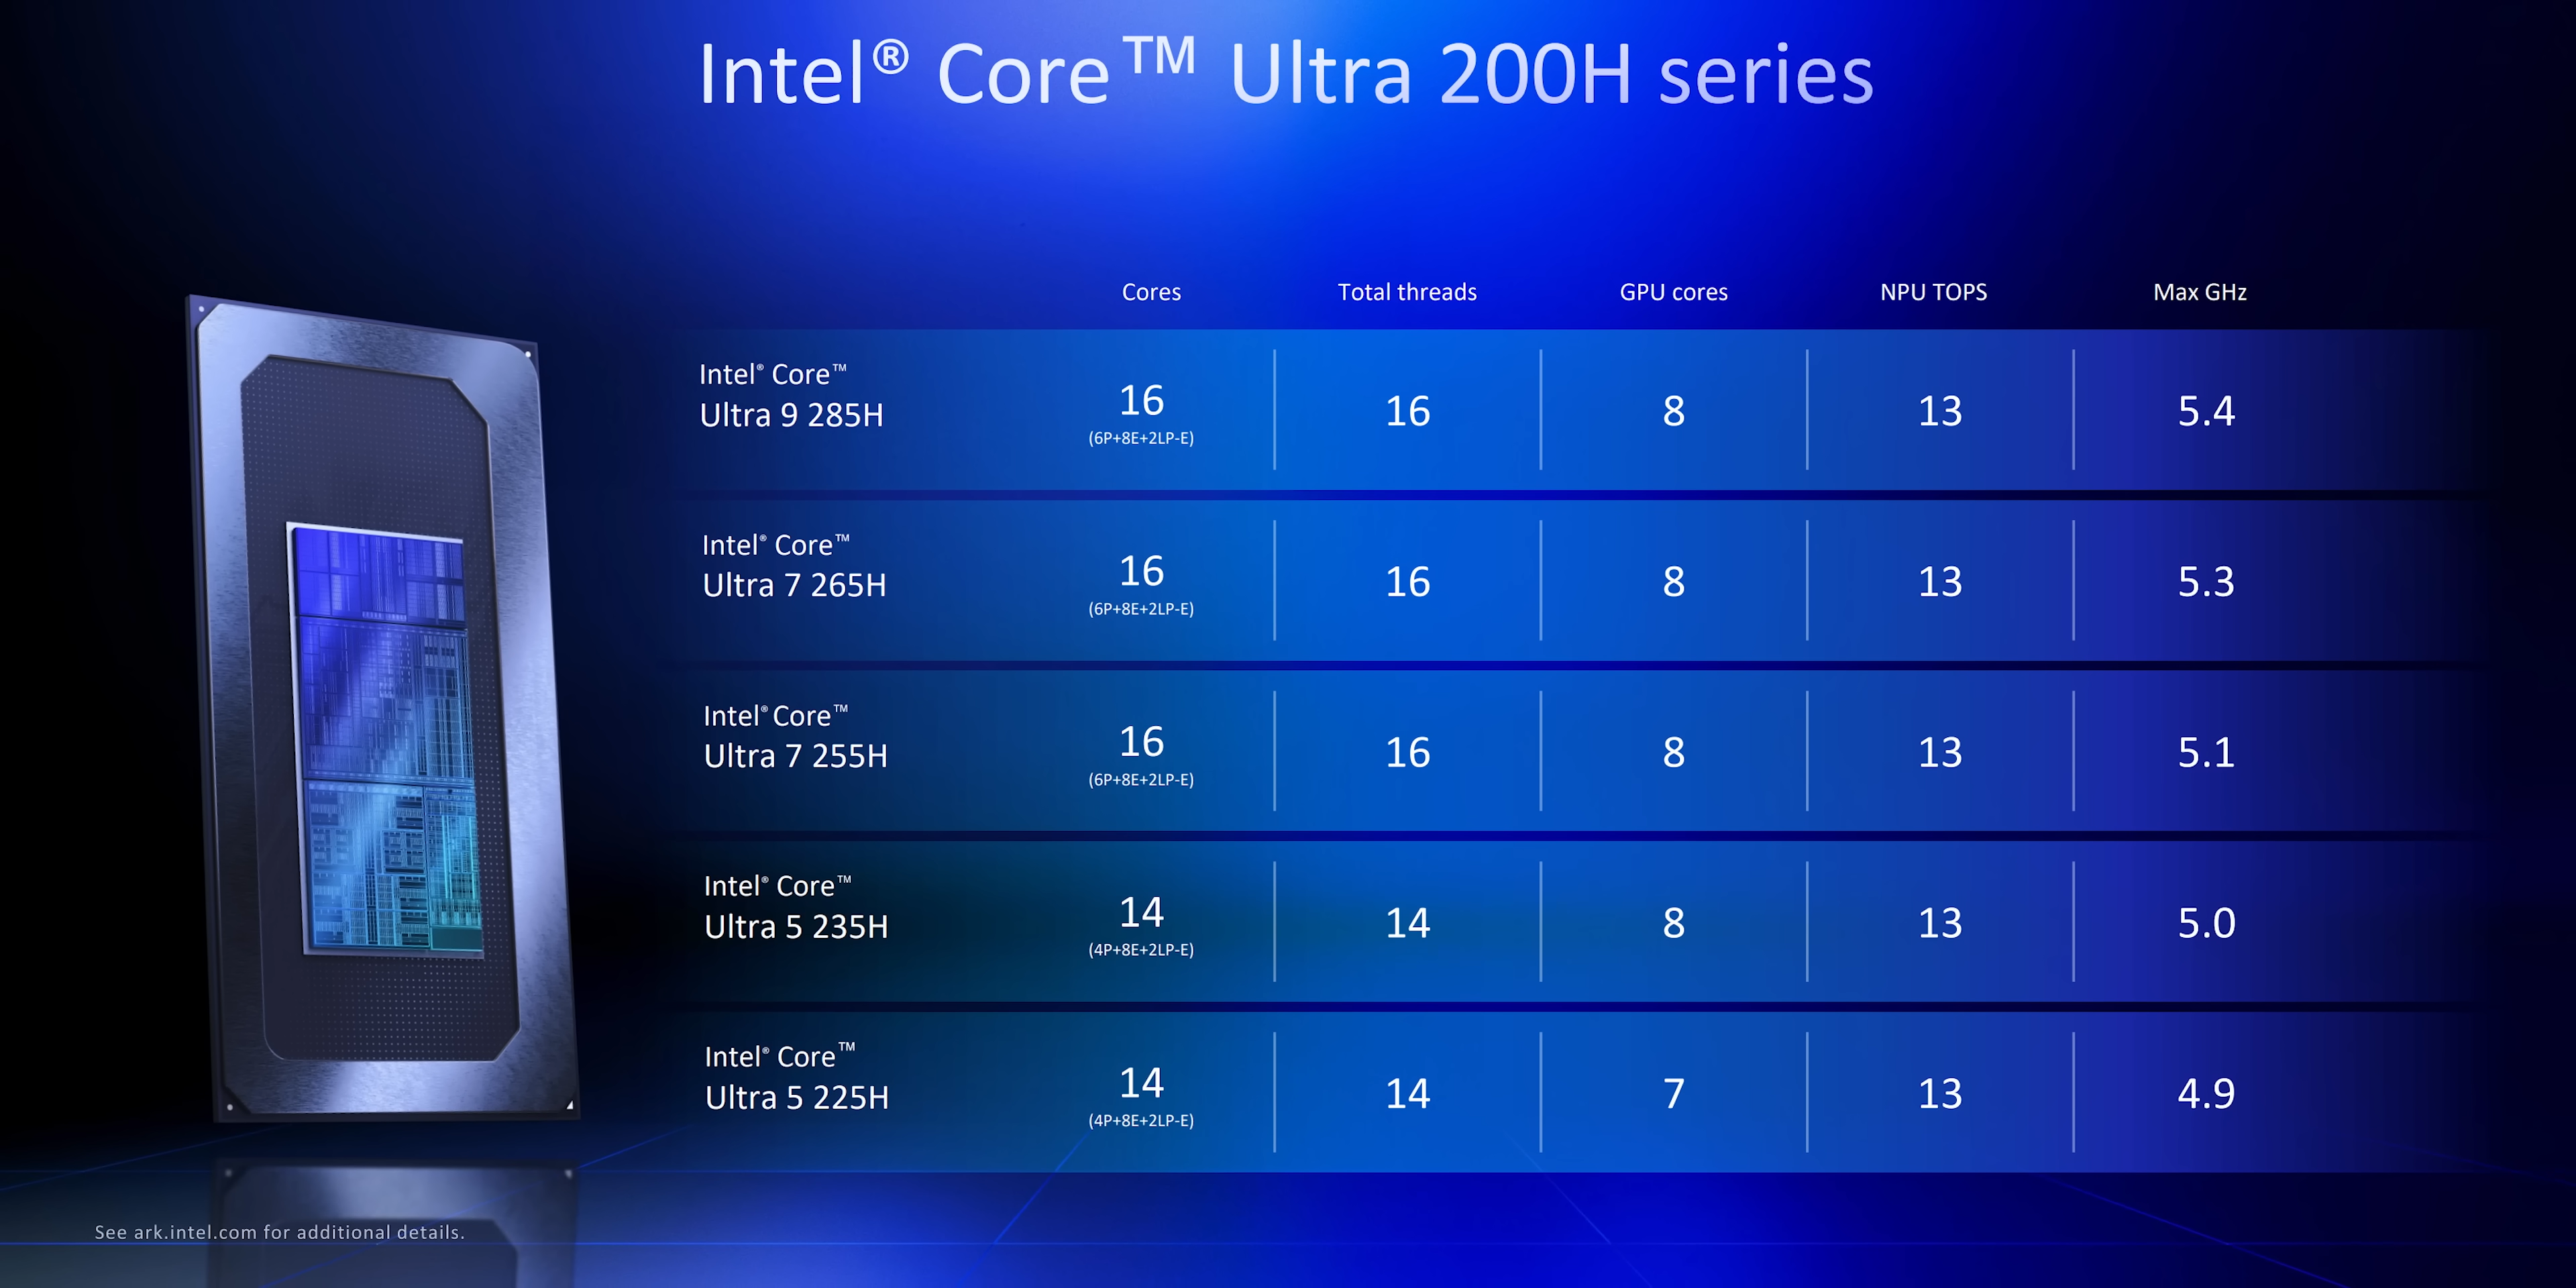 Intel® Core™ Ultra 200H series
Cores Total threads GPU cores NPU TOPS Max GHz
Intel® Core™
Ultra 9 285H
16 16 8 13 5.4
(6P+8E+2LP-E)
Intel® Core™
Ultra 7 265H
16 16 8 13 5.3
(6P+8E+2LP-E)
Intel® Core™
Ultra 7 255H
16 16 8 13 5.1
(6P+8E+2LP-E)
Intel® Core™
Ultra 5 235H
14 14 8 13 5.0
(4P+8E+2LP-E)
Intel® Core™
Ultra 5 225H
14 14 7 13 4.9
(4P+8E+2LP-E)
See ark.intel.com for additional details.